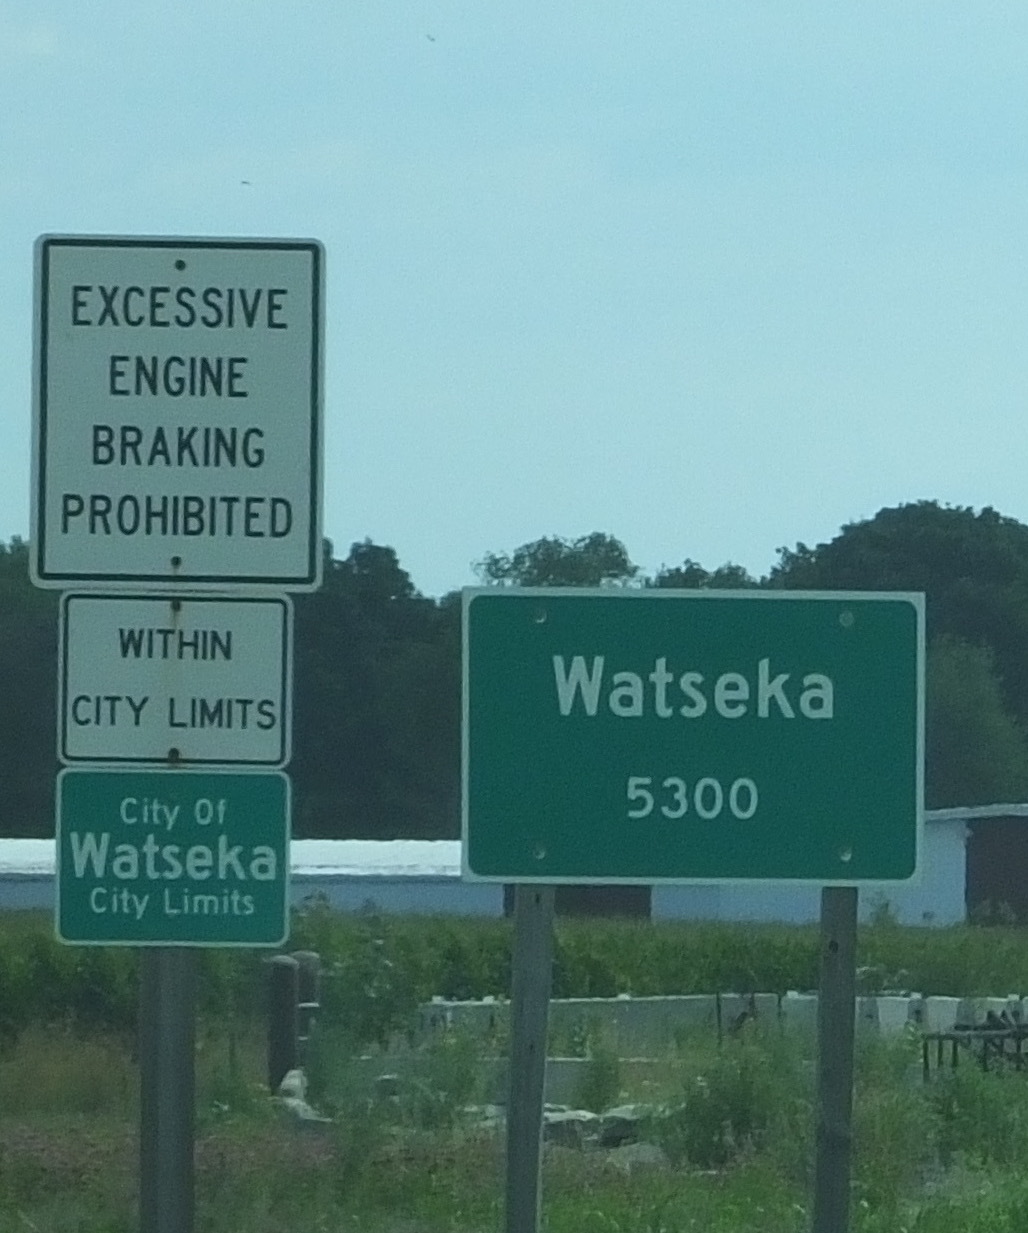 EXCESSIVE
ENGINE
BRAKING
PROHIBITED
WITHIN
CITY LIMITS
City Of
Watseka
City Limits
Watseka
5300